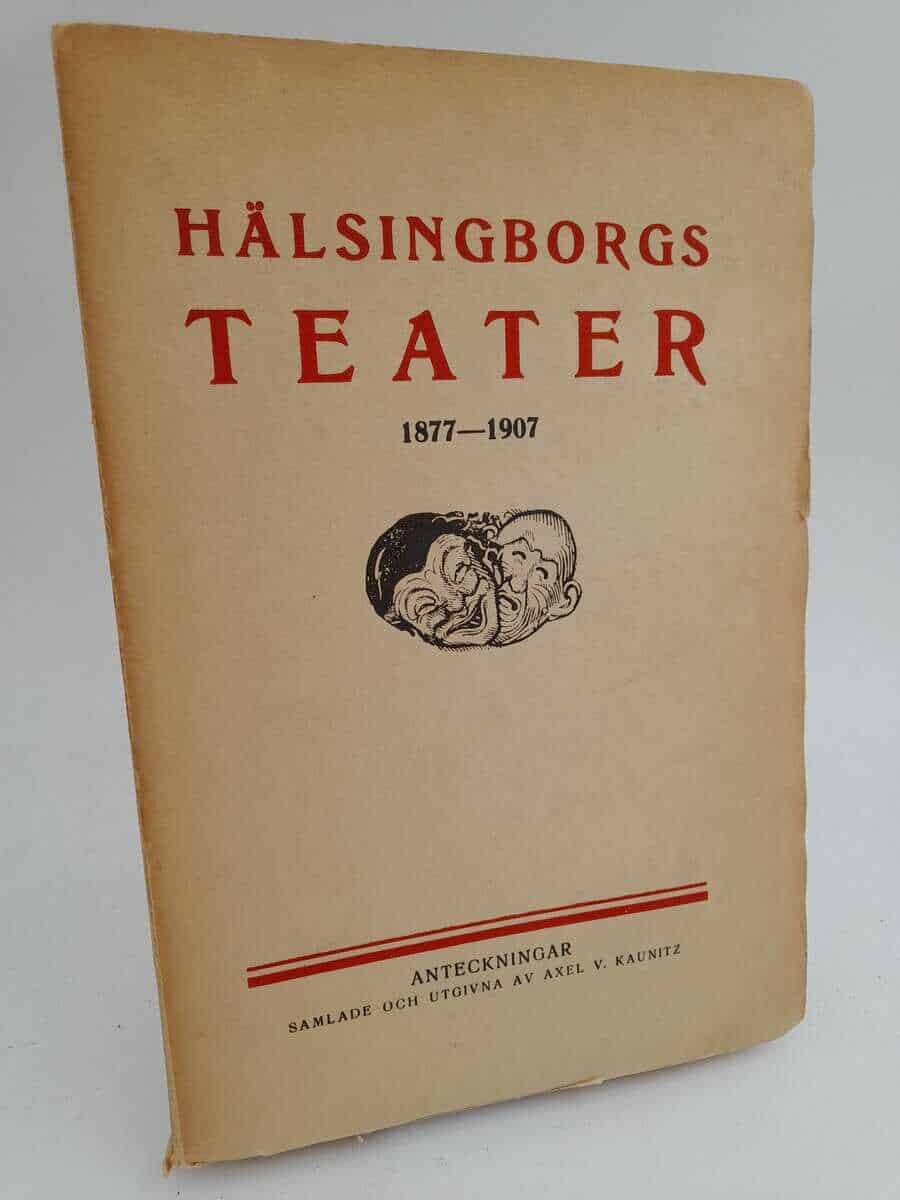 HÄLSINGBORGS
TEATER
1877—1907
ANTECKNINGAR
SAMLADE OCH UTGIVNA AV AXEL V. KAUNITZ